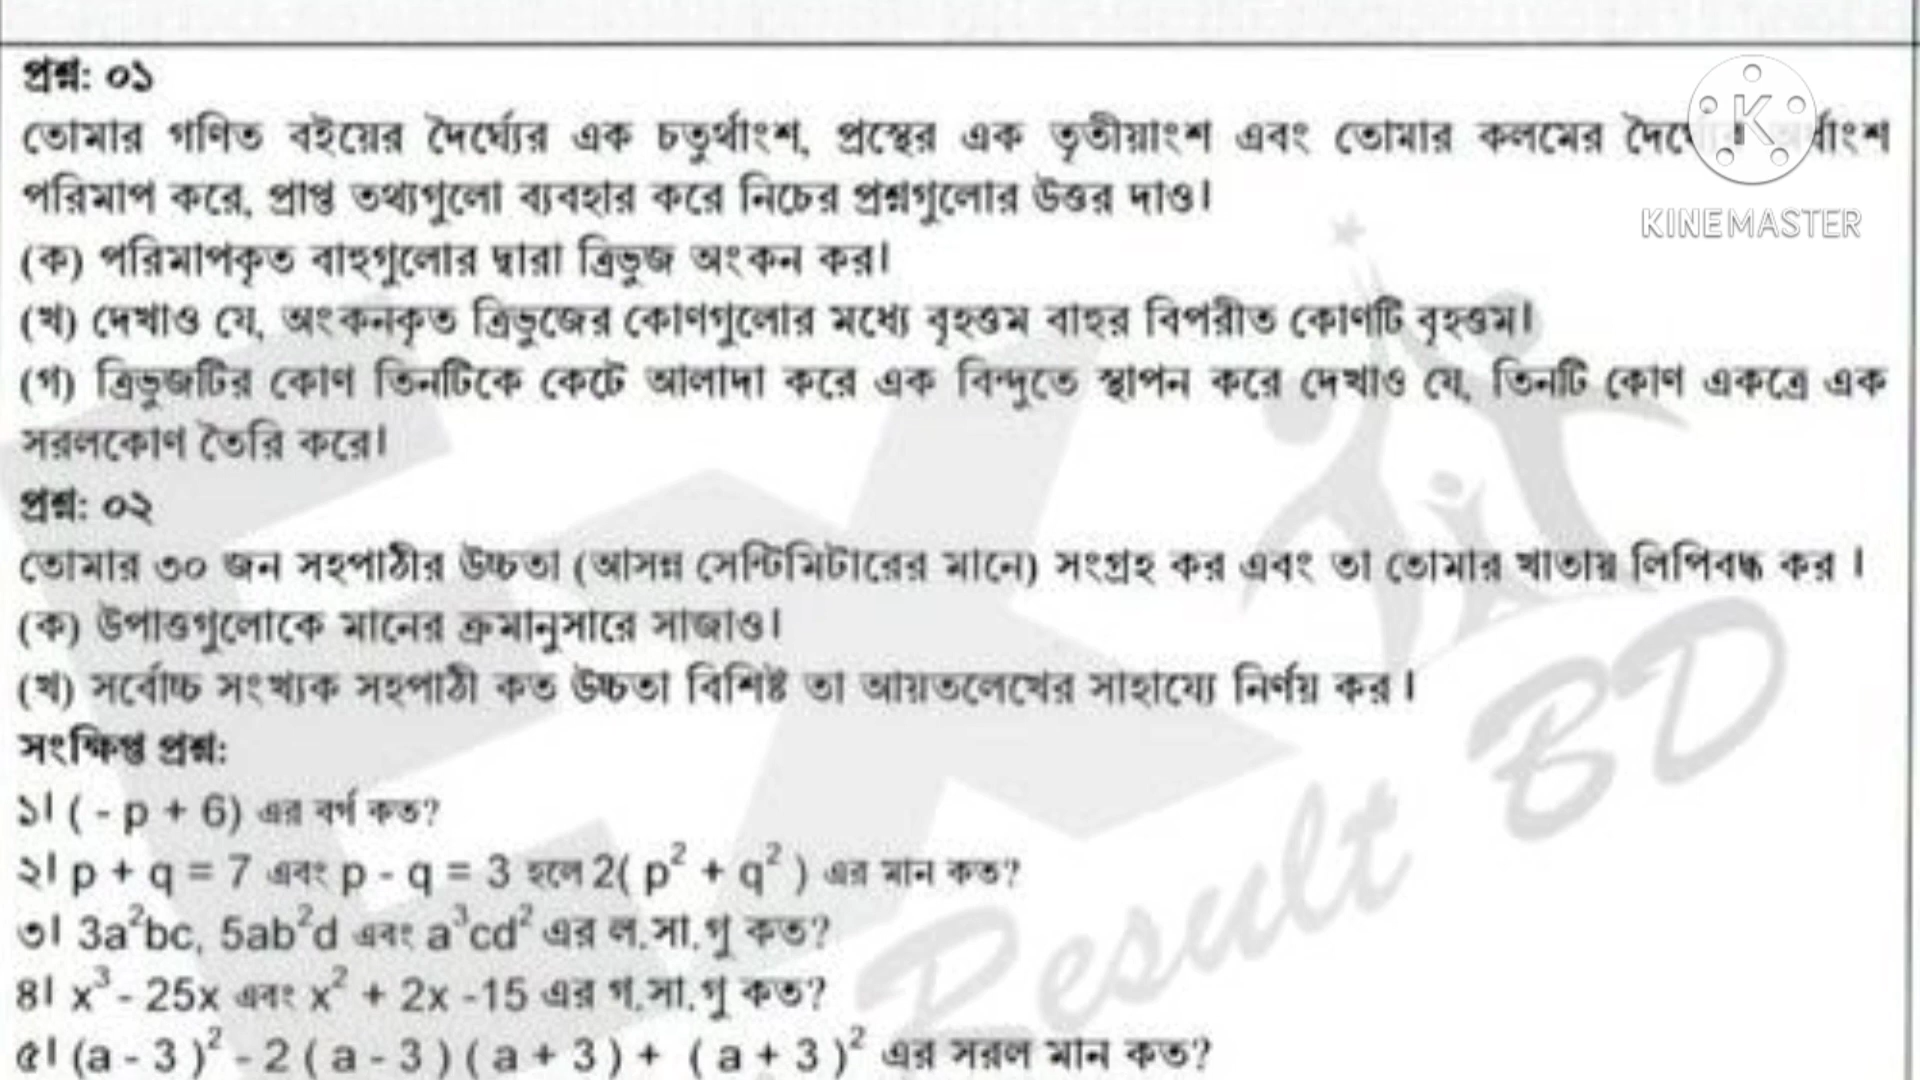 প্রশ্ন: ০১
তোমার গণিত বইয়ের দৈর্ঘ্যের এক চতুর্থাংশ, প্রস্থের এক তৃতীয়াংশ এবং তোমার কলমের
পরিমাপ করে, প্রাপ্ত তথ্যগুলো ব্যবহার করে নিচের প্রশ্নগুলোর উত্তর দাও।
KINEMASTER
(ক) পরিমাপকৃত বাহুগুলোর দ্বারা ত্রিভুজ অংকন কর।
(খ) দেখাও যে, অংকনকৃত ত্রিভুজের কোণগুলোর মধ্যে বৃহত্তম বাহুর বিপরীত কোণটি বৃহত্তম।
(গ) ত্রিভুজটির কোণ তিনটিকে কেটে আলাদা করে এক বিন্দুতে স্থাপন করে দেখাও যে, তিনটি কোণ একত্রে এক
সরলকোণ তৈরি করে।
প্রশ্ন: ০২
তোমার ৩০ জন সহপাঠীর উচ্চতা (আসন্ন সেন্টিমিটারের মানে) সংগ্রহ কর এবং তা তোমার খাতায় লিপিবদ্ধ কর ।
(ক) উপাত্তগুলোকে মানের ক্রমানুসারে সাজাও।
(খ) সর্বোচ্চ সংখ্যক সহপাঠী কত উচ্চতা বিশিষ্ট তা আয়তলেখের সাহায্যে নির্ণয় কর ।
সংক্ষিপ্ত প্রশ্ন:
১। ( - p + 6) এর বর্গ কত?
২। p + q = 7 এবং p - q = 3 হলে 2( p² + q² ) এর মান কত?
৩। 3a²bc, 5ab²d এবং a³cd² এর ল.সা.গু কত?
৪। x³ - 25x এবং x² + 2x -15 এর গ.সা.গু কত?
৫। (a - 3 )² - 2 ( a - 3 ) ( a + 3 ) + ( a + 3 )² এর সরল মান কত?
Result BD